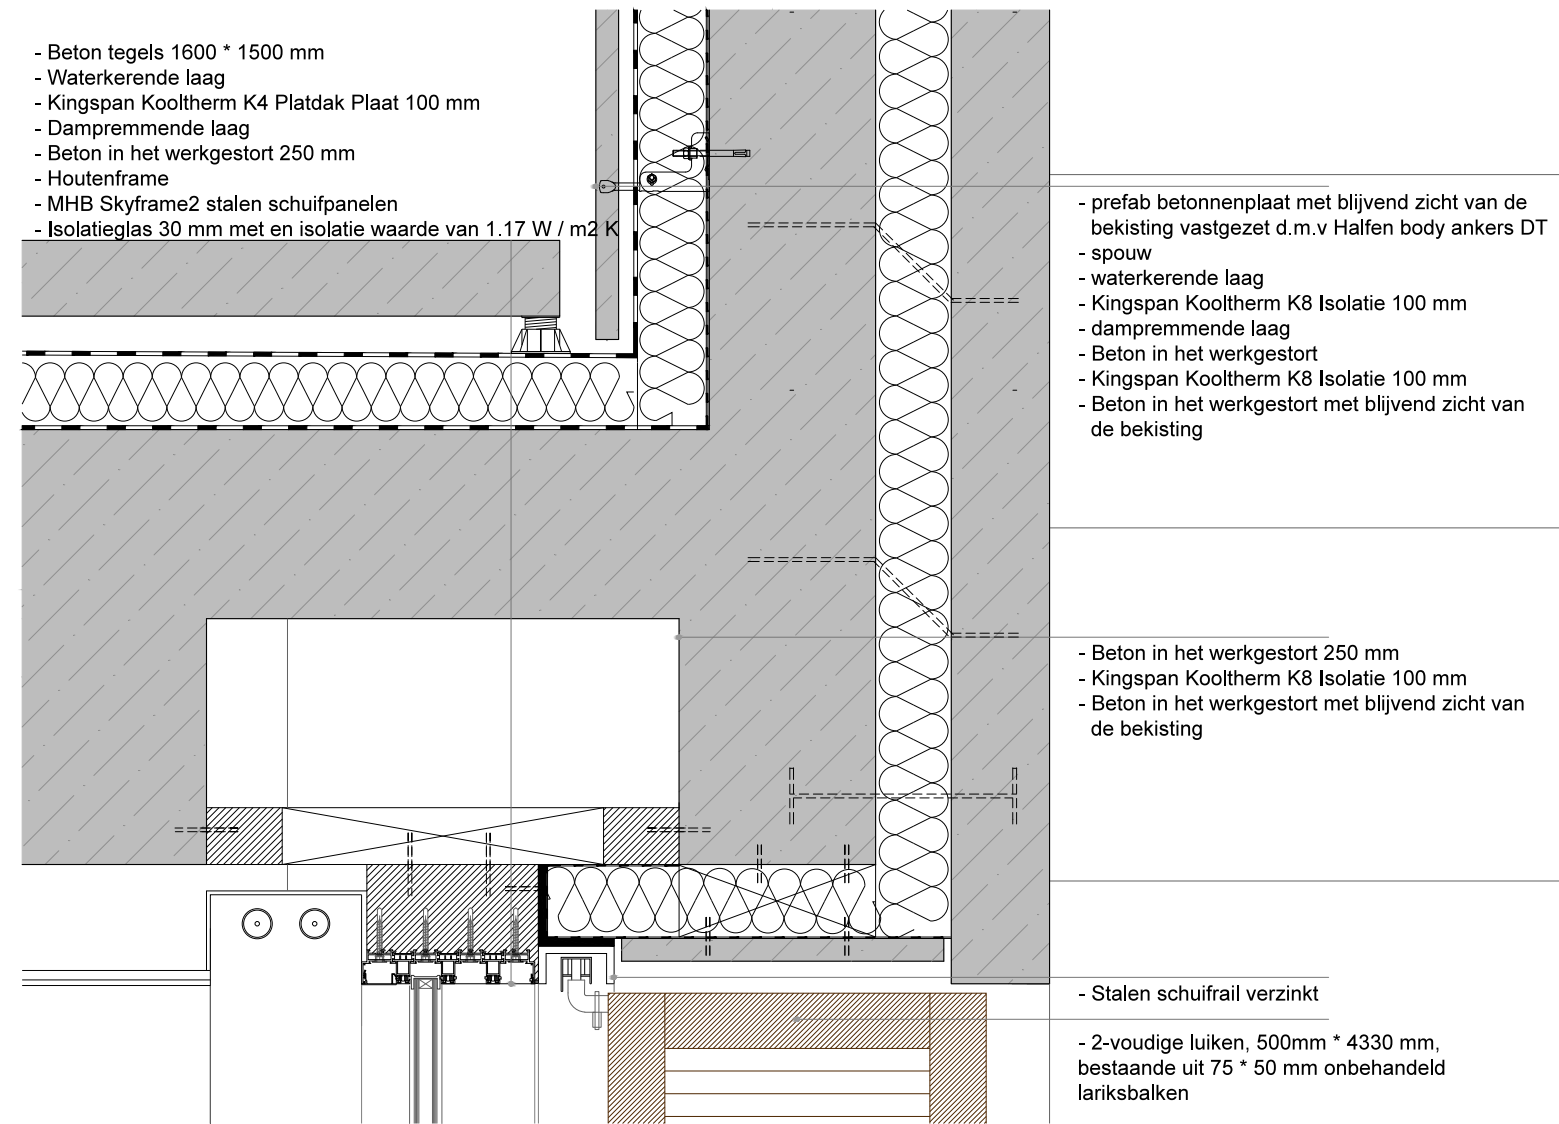 - Beton tegels 1600 * 1500 mm
- Waterkerende laag
- Kingspan Kooltherm K4 Platdak Plaat 100 mm
- Dampremmende laag
- Beton in het werkgestort 250 mm
- Houtenframe
- MHB Skyframe2 stalen schuifpanelen
- Isolatieglas 30 mm met en isolatie waarde van 1.17 W / m2 K
- prefab betonnenplaat met blijvend zicht van de
bekisting vastgezet d.m.v Halfen body ankers DT
- spouw
- waterkerende laag
- Kingspan Kooltherm K8 Isolatie 100 mm
- dampremmende laag
- Beton in het werkgestort
- Kingspan Kooltherm K8 Isolatie 100 mm
- Beton in het werkgestort met blijvend zicht van
de bekisting
- Beton in het werkgestort 250 mm
- Kingspan Kooltherm K8 Isolatie 100 mm
- Beton in het werkgestort met blijvend zicht van
de bekisting
- Stalen schuifrail verzinkt
- 2-voudige luiken, 500mm * 4330 mm,
bestaande uit 75 * 50 mm onbehandeld
lariksbalken